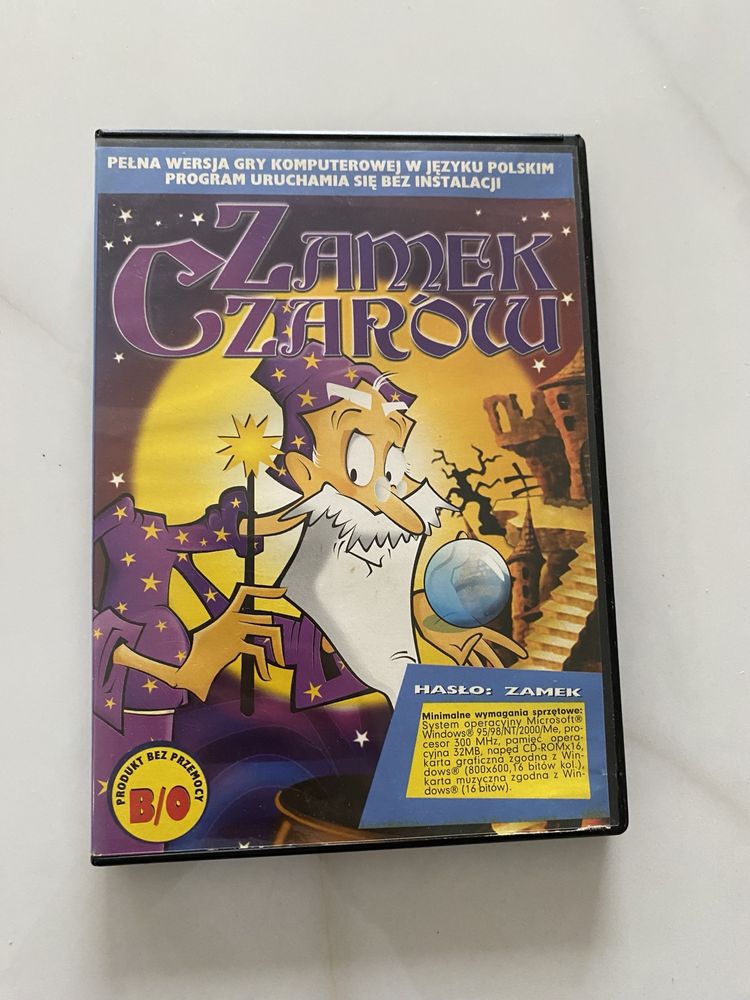 PEŁNA WERSJA GRY KOMPUTEROWEJ W JĘZYKU POLSKIM
PROGRAM URUCHAMIA SIĘ BEZ INSTALACJI
ZAMEK
CZARÓW
HASŁO: ZAMEK
Minimalne wymagania sprzętowe:
System operacyjny Microsoft®
Windows® 95/98/NT/2000/Me, pro-
cesor 300 MHz, pamięć opera-
cyjna 32MB, napęd CD-ROMx16,
karta graficzna zgodna z Win-
dows® (800x600,16 bitów kol.),
karta muzyczna zgodna z Win-
dows® (16 bitów).
PRODUKT BEZ PRZEMOCY
B/O